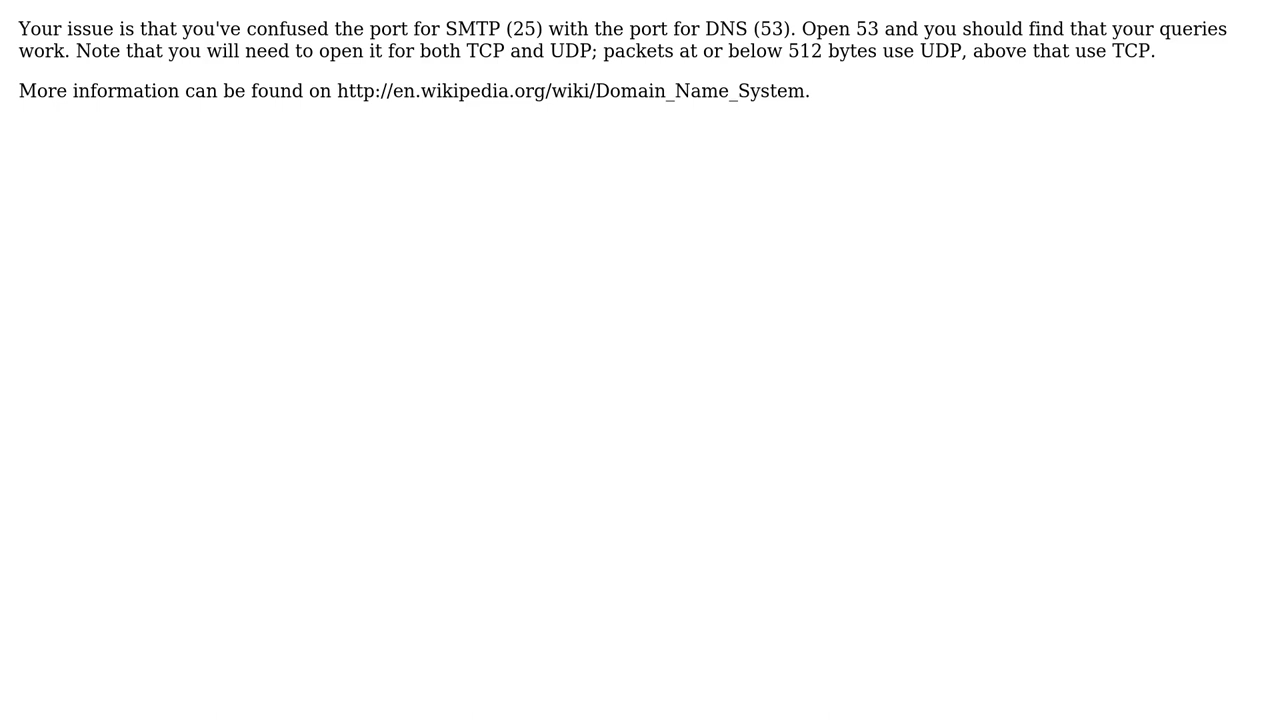 Your issue is that you've confused the port for SMTP (25) with the port for DNS (53). Open 53 and you should find that your queries
work. Note that you will need to open it for both TCP and UDP; packets at or below 512 bytes use UDP, above that use TCP.
More information can be found on http://en.wikipedia.org/wiki/Domain_Name_System.